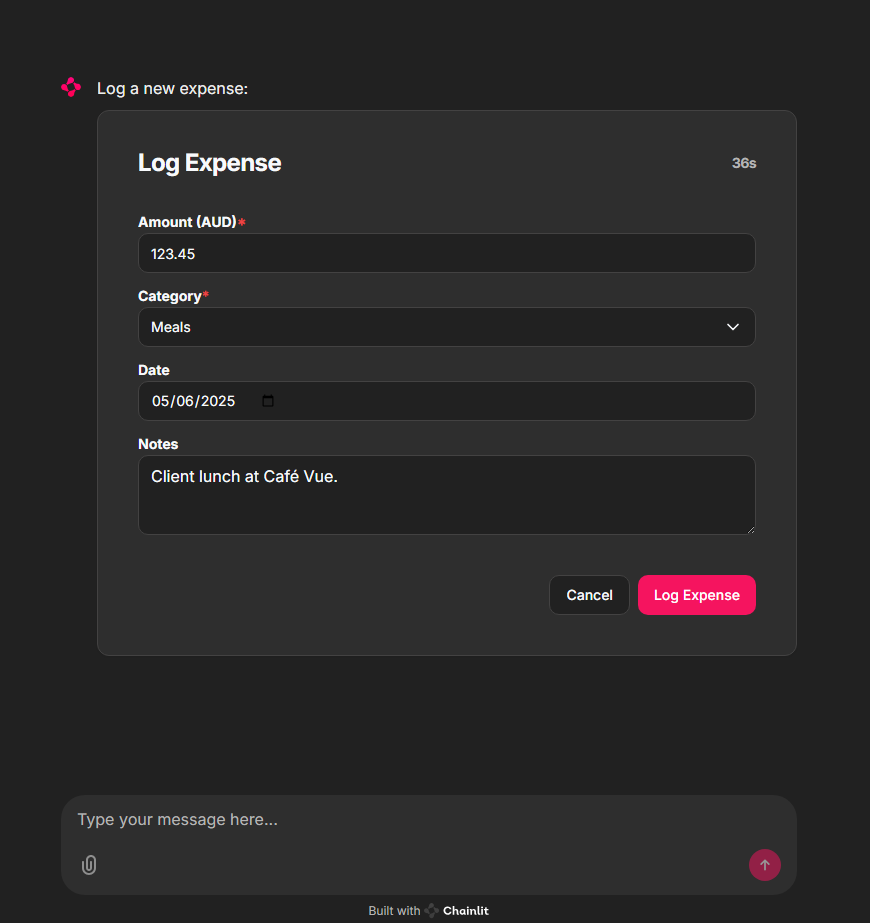 Log a new expense:
Log Expense 36s
Amount (AUD)*
123.45
Category*
Meals
Date
05/06/2025
Notes
Client lunch at Café Vue.
Cancel Log Expense
Type your message here...
Built with Chainlit